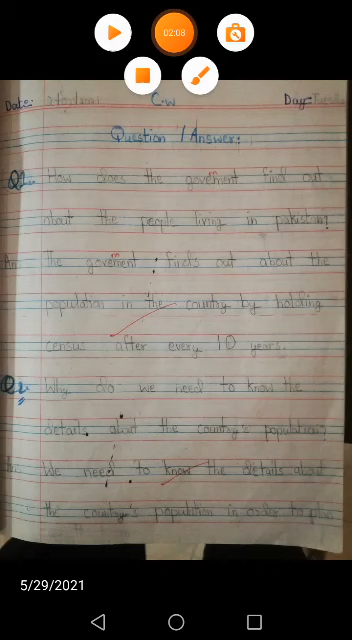 02:08
Date: Day: Tuesday
C.w
Question / Answer:
Q1: How does the goverment find out
about the people living in pakistan?
An The goverment finds out about the
population in the country by holding
census after every 10 years.
Q2: Why do we need to know the
details about the country's population?
An: We need to know the details about
the country's population in order to plan
5/29/2021